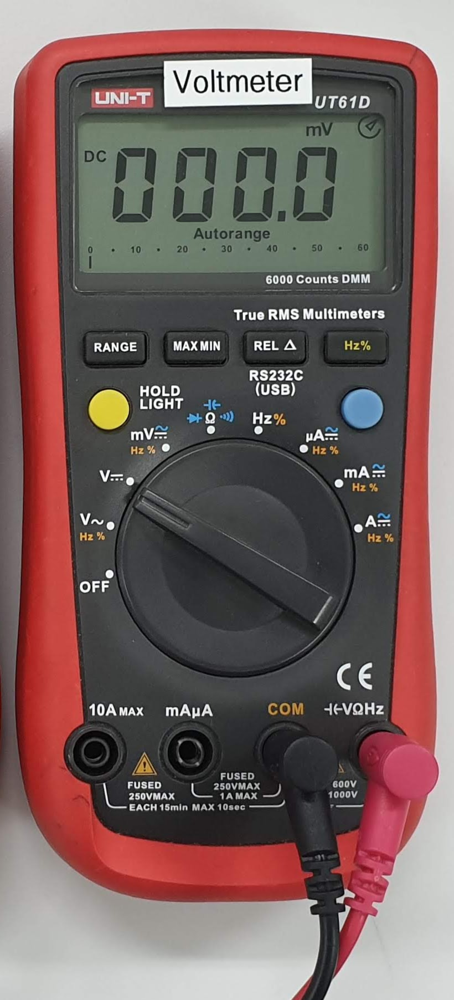 Voltmeter
UNI-T
UT61D
mV
DC
000.0
Autorange
0 10 20 30 40 50 60
6000 Counts DMM
True RMS Multimeters
RANGE
MAX MIN
REL Δ
Hz%
RS232C
(USB)
HOLD
LIGHT
Ω
Hz%
mV
Hz %
µA
Hz %
V
mA
Hz %
V~
Hz %
A
Hz %
OFF
CE
10A MAX
mAµA
COM
VΩHz
FUSED
250VMAX
FUSED
250VMAX
1A MAX
600V
1000V
EACH 15min MAX 10sec